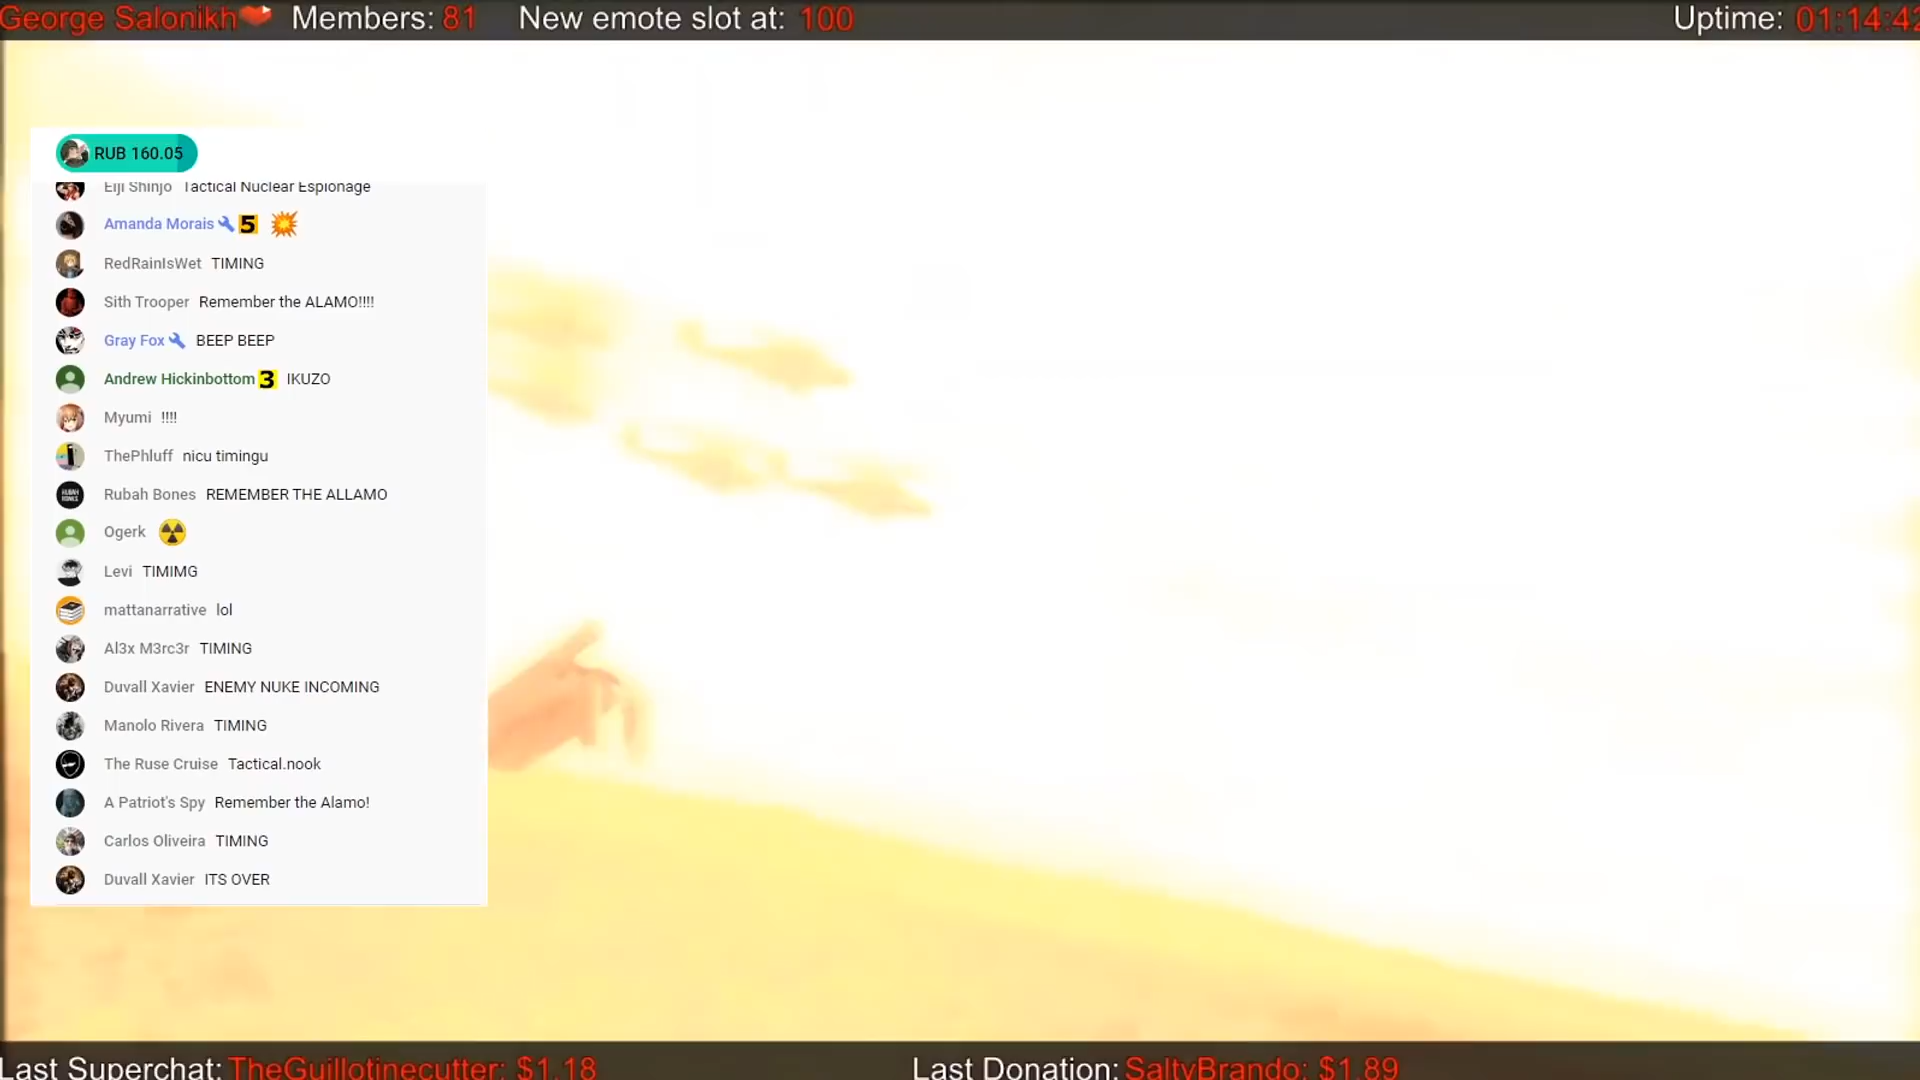 George Salonikh Members: 81 New emote slot at: 100 Uptime: 01:14:42
RUB 160.05
Eiji Shinjo Tactical Nuclear Espionage
Amanda Morais 5
RedRainIsWet TIMING
Sith Trooper Remember the ALAMO!!!!
Gray Fox BEEP BEEP
Andrew Hickinbottom 3 IKUZO
Myumi !!!!
ThePhluff nicu timingu
Rubah Bones REMEMBER THE ALLAMO
Ogerk
Levi TIMIMG
mattanarrative lol
Al3x M3rc3r TIMING
Duvall Xavier ENEMY NUKE INCOMING
Manolo Rivera TIMING
The Ruse Cruise Tactical.nook
A Patriot's Spy Remember the Alamo!
Carlos Oliveira TIMING
Duvall Xavier ITS OVER
Last Superchat: TheGuillotinecutter: $1.18 Last Donation: SaltyBrando: $1.89